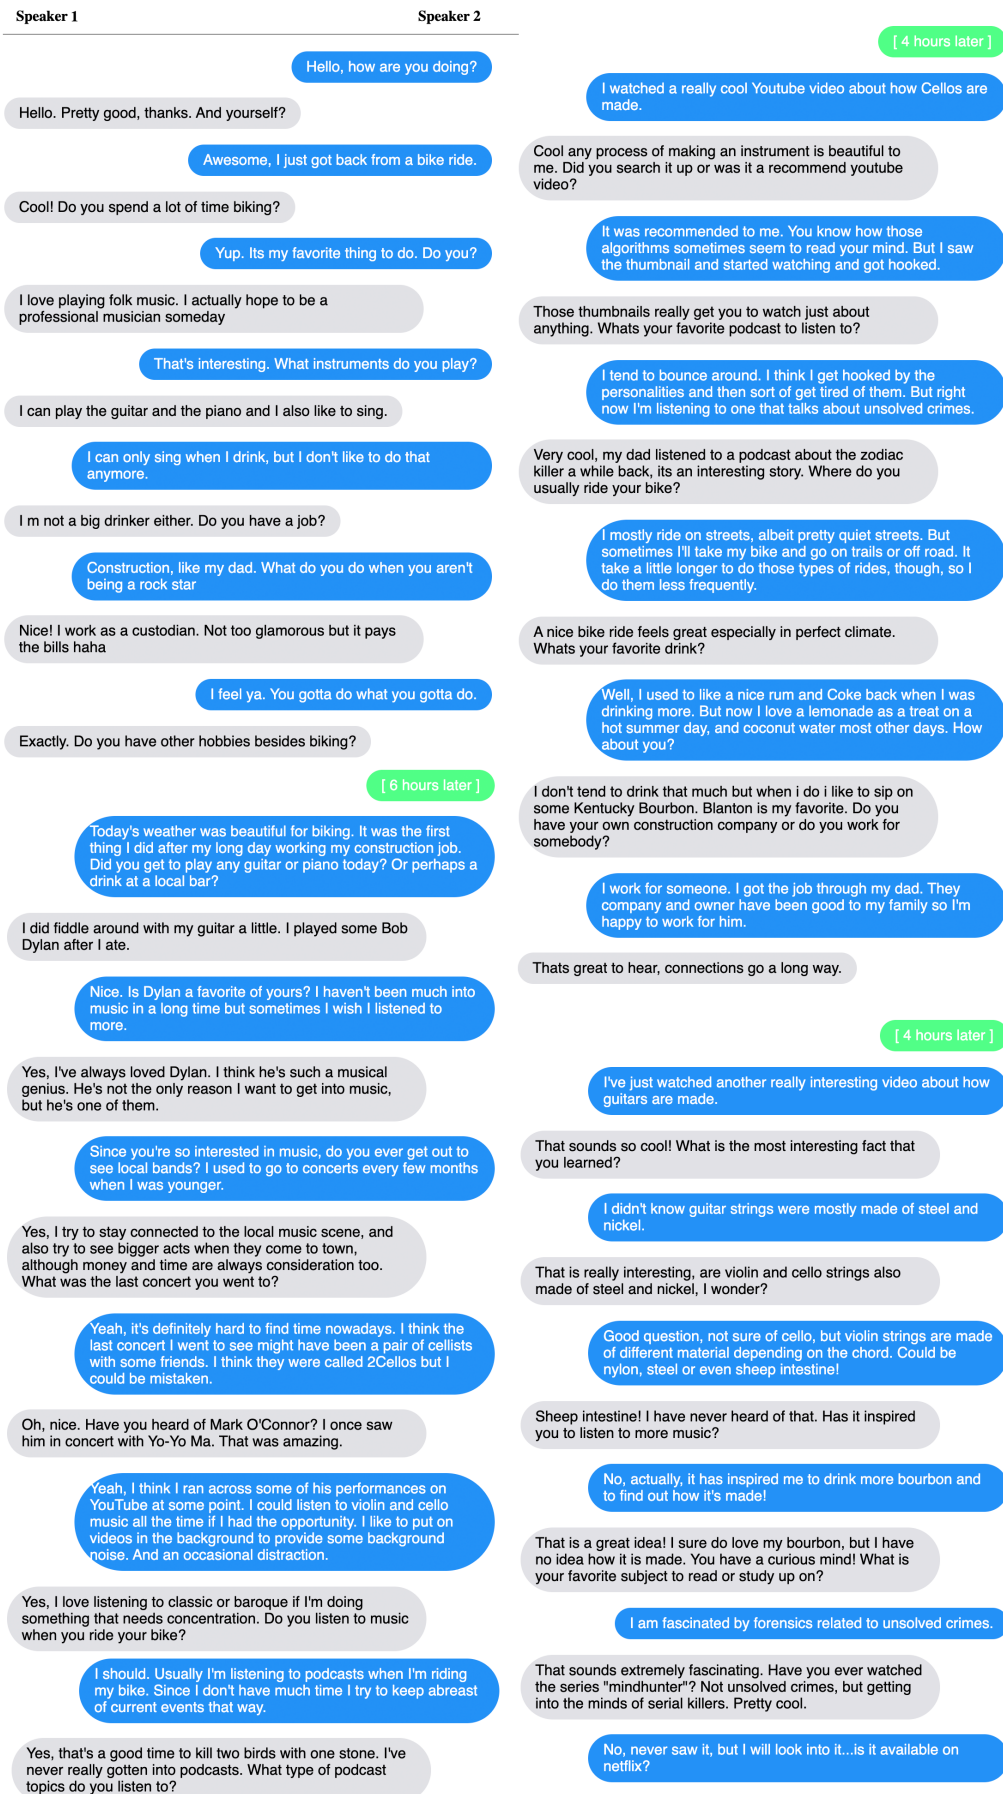 Speaker 1
Speaker 2
Hello, how are you doing?
Hello. Pretty good, thanks. And yourself?
Awesome, I just got back from a bike ride.
Cool! Do you spend a lot of time biking?
Yup. Its my favorite thing to do. Do you?
I love playing folk music. I actually hope to be a
professional musician someday
That's interesting. What instruments do you play?
I can play the guitar and the piano and I also like to sing.
I can only sing when I drink, but I don't like to do that
anymore.
I m not a big drinker either. Do you have a job?
Construction, like my dad. What do you do when you aren't
being a rock star
Nice! I work as a custodian. Not too glamorous but it pays
the bills haha
I feel ya. You gotta do what you gotta do.
Exactly. Do you have other hobbies besides biking?
[ 6 hours later ]
Today's weather was beautiful for biking. It was the first
thing I did after my long day working my construction job.
Did you get to play any guitar or piano today? Or perhaps a
drink at a local bar?
I did fiddle around with my guitar a little. I played some Bob
Dylan after I ate.
Nice. Is Dylan a favorite of yours? I haven't been much into
music in a long time but sometimes I wish I listened to
more.
Yes, I've always loved Dylan. I think he's such a musical
genius. He's not the only reason I want to get into music,
but he's one of them.
Since you're so interested in music, do you ever get out to
see local bands? I used to go to concerts every few months
when I was younger.
Yes, I try to stay connected to the local music scene, and
also try to see bigger acts when they come to town,
although money and time are always consideration too.
What was the last concert you went to?
Yeah, it's definitely hard to find time nowadays. I think the
last concert I went to see might have been a pair of cellists
with some friends. I think they were called 2Cellos but I
could be mistaken.
Oh, nice. Have you heard of Mark O'Connor? I once saw
him in concert with Yo-Yo Ma. That was amazing.
Yeah, I think I ran across some of his performances on
YouTube at some point. I could listen to violin and cello
music all the time if I had the opportunity. I like to put on
videos in the background to provide some background
noise. And an occasional distraction.
Yes, I love listening to classic or baroque if I'm doing
something that needs concentration. Do you listen to music
when you ride your bike?
I should. Usually I'm listening to podcasts when I'm riding
my bike. Since I don't have much time I try to keep abreast
of current events that way.
Yes, that's a good time to kill two birds with one stone. I've
never really gotten into podcasts. What type of podcast
topics do you listen to?
[ 4 hours later ]
I watched a really cool Youtube video about how Cellos are
made.
Cool any process of making an instrument is beautiful to
me. Did you search it up or was it a recommend youtube
video?
It was recommended to me. You know how those
algorithms sometimes seem to read your mind. But I saw
the thumbnail and started watching and got hooked.
Those thumbnails really get you to watch just about
anything. Whats your favorite podcast to listen to?
I tend to bounce around. I think I get hooked by the
personalities and then sort of get tired of them. But right
now I'm listening to one that talks about unsolved crimes.
Very cool, my dad listened to a podcast about the zodiac
killer a while back, its an interesting story. Where do you
usually ride your bike?
I mostly ride on streets, albeit pretty quiet streets. But
sometimes I'll take my bike and go on trails or off road. It
take a little longer to do those types of rides, though, so I
do them less frequently.
A nice bike ride feels great especially in perfect climate.
Whats your favorite drink?
Well, I used to like a nice rum and Coke back when I was
drinking more. But now I love a lemonade as a treat on a
hot summer day, and coconut water most other days. How
about you?
I don't tend to drink that much but when i do i like to sip on
some Kentucky Bourbon. Blanton is my favorite. Do you
have your own construction company or do you work for
somebody?
I work for someone. I got the job through my dad. They
company and owner have been good to my family so I'm
happy to work for him.
Thats great to hear, connections go a long way.
[ 4 hours later ]
I've just watched another really interesting video about how
guitars are made.
That sounds so cool! What is the most interesting fact that
you learned?
I didn't know guitar strings were mostly made of steel and
nickel.
That is really interesting, are violin and cello strings also
made of steel and nickel, I wonder?
Good question, not sure of cello, but violin strings are made
of different material depending on the chord. Could be
nylon, steel or even sheep intestine!
Sheep intestine! I have never heard of that. Has it inspired
you to listen to more music?
No, actually, it has inspired me to drink more bourbon and
to find out how it's made!
That is a great idea! I sure do love my bourbon, but I have
no idea how it is made. You have a curious mind! What is
your favorite subject to read or study up on?
I am fascinated by forensics related to unsolved crimes.
That sounds extremely fascinating. Have you ever watched
the series "mindhunter"? Not unsolved crimes, but getting
into the minds of serial killers. Pretty cool.
No, never saw it, but I will look into it...is it available on
netflix?